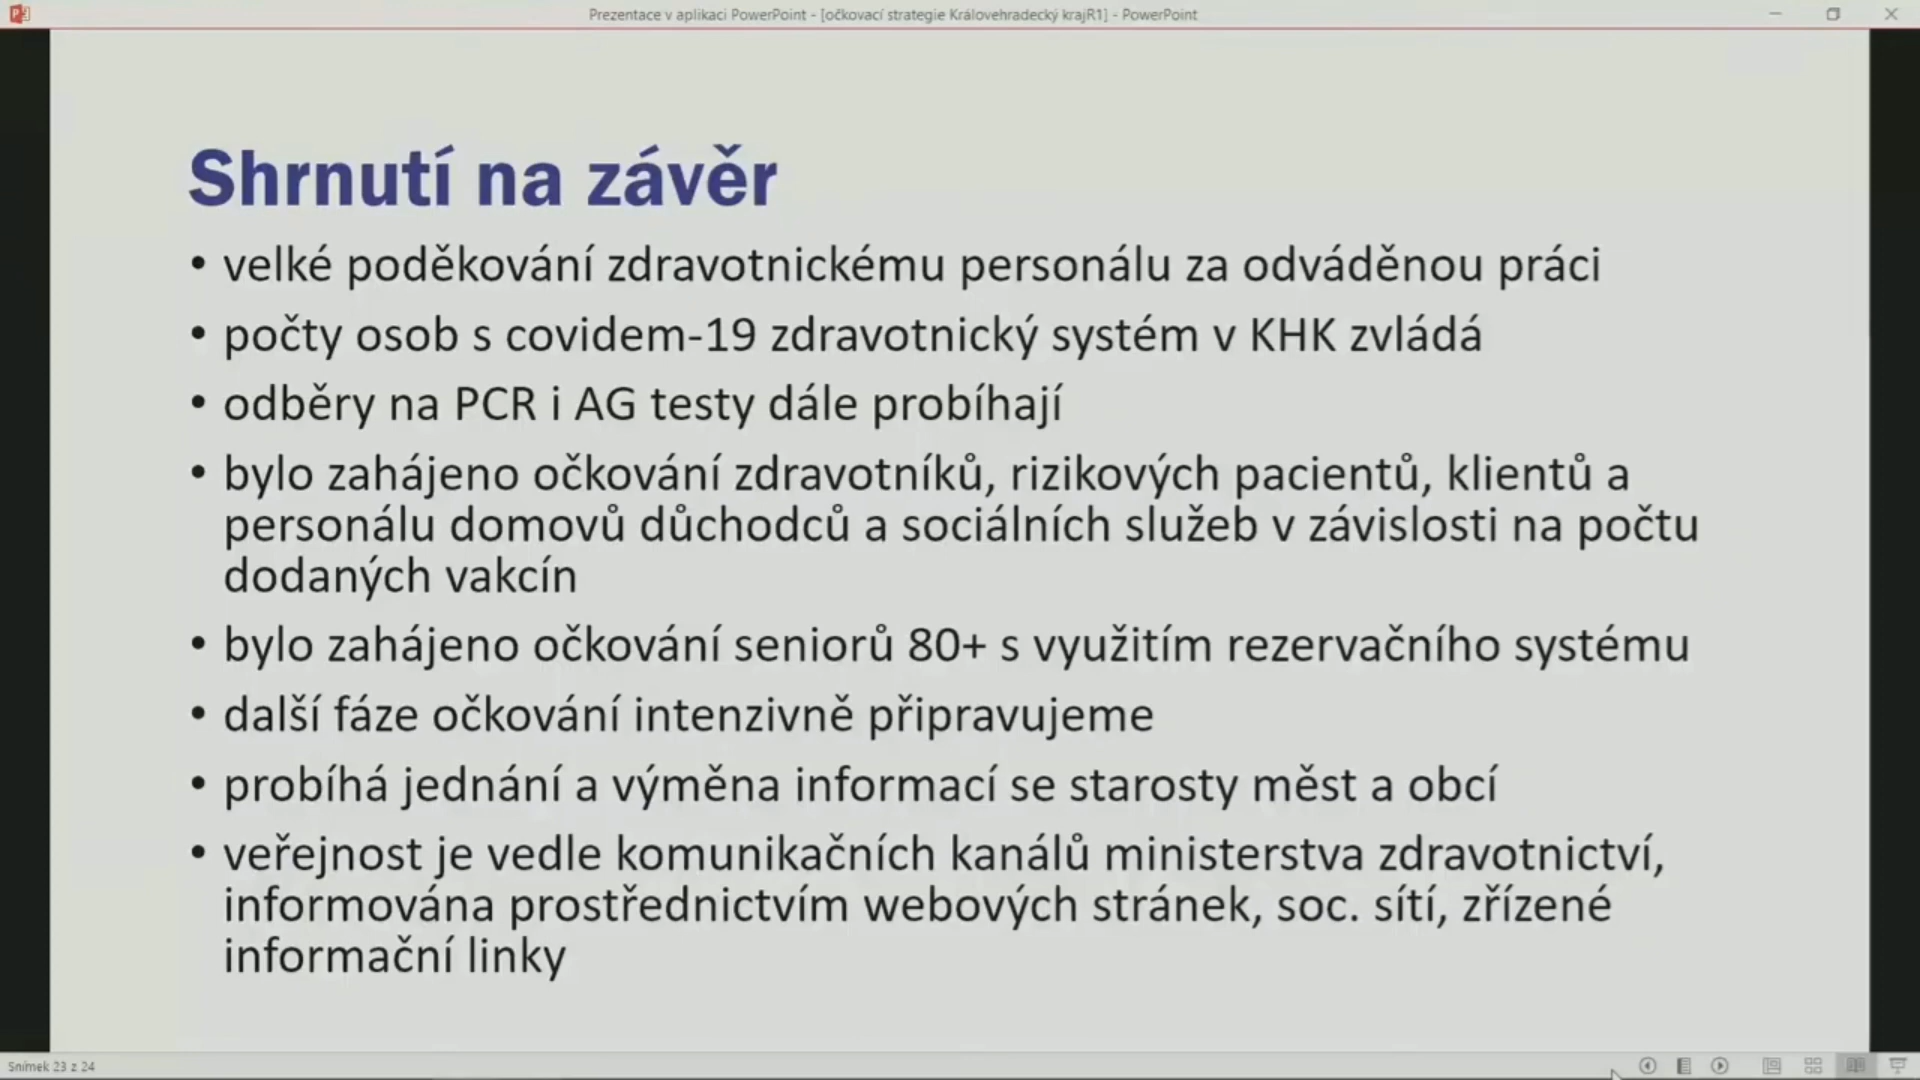 Prezentace v aplikaci PowerPoint - [očkovací strategie Královehradecký krajR1] - PowerPoint
Shrnutí na závěr
• velké poděkování zdravotnickému personálu za odváděnou práci
• počty osob s covidem-19 zdravotnický systém v KHK zvládá
• odběry na PCR i AG testy dále probíhají
• bylo zahájeno očkování zdravotníků, rizikových pacientů, klientů a
personálu domovů důchodců a sociálních služeb v závislosti na počtu
dodaných vakcín
• bylo zahájeno očkování seniorů 80+ s využitím rezervačního systému
• další fáze očkování intenzivně připravujeme
• probíhá jednání a výměna informací se starosty měst a obcí
• veřejnost je vedle komunikačních kanálů ministerstva zdravotnictví,
informována prostřednictvím webových stránek, soc. sítí, zřízené
informační linky
Snímek 23 z 24